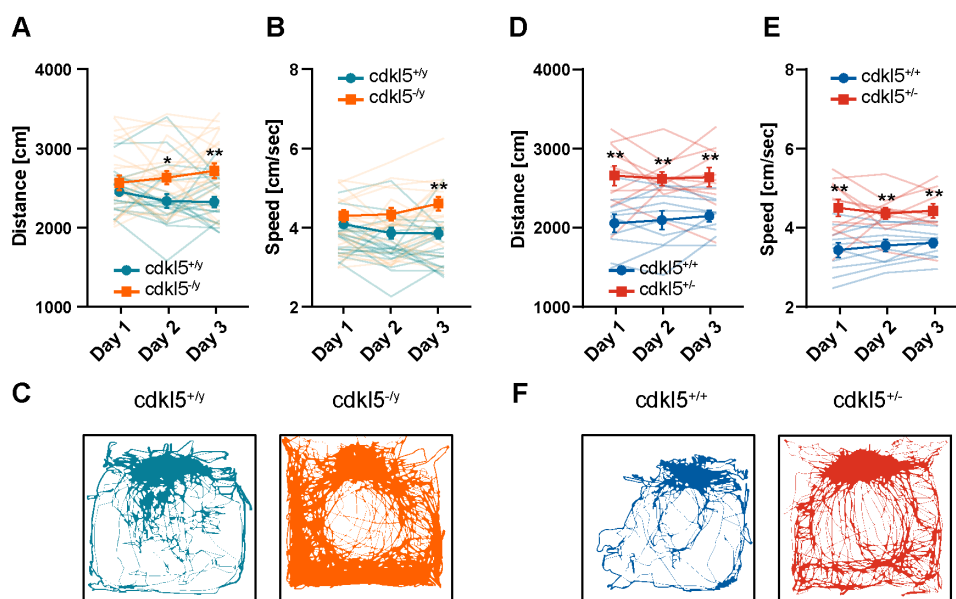 A
B
D
E
4000
3000
2000
1000
Distance [cm]
cdkl5+/y
cdkl5-/y
*
**
Day 1
Day 2
Day 3
8
6
4
2
Speed [cm/sec]
cdkl5+/y
cdkl5-/y
**
Day 1
Day 2
Day 3
4000
3000
2000
1000
Distance [cm]
**
**
**
cdkl5+/+
cdkl5+/-
Day 1
Day 2
Day 3
8
6
4
2
Speed [cm/sec]
cdkl5+/+
cdkl5+/-
**
**
**
Day 1
Day 2
Day 3
C
cdkl5+/y
cdkl5-/y
F
cdkl5+/+
cdkl5+/-